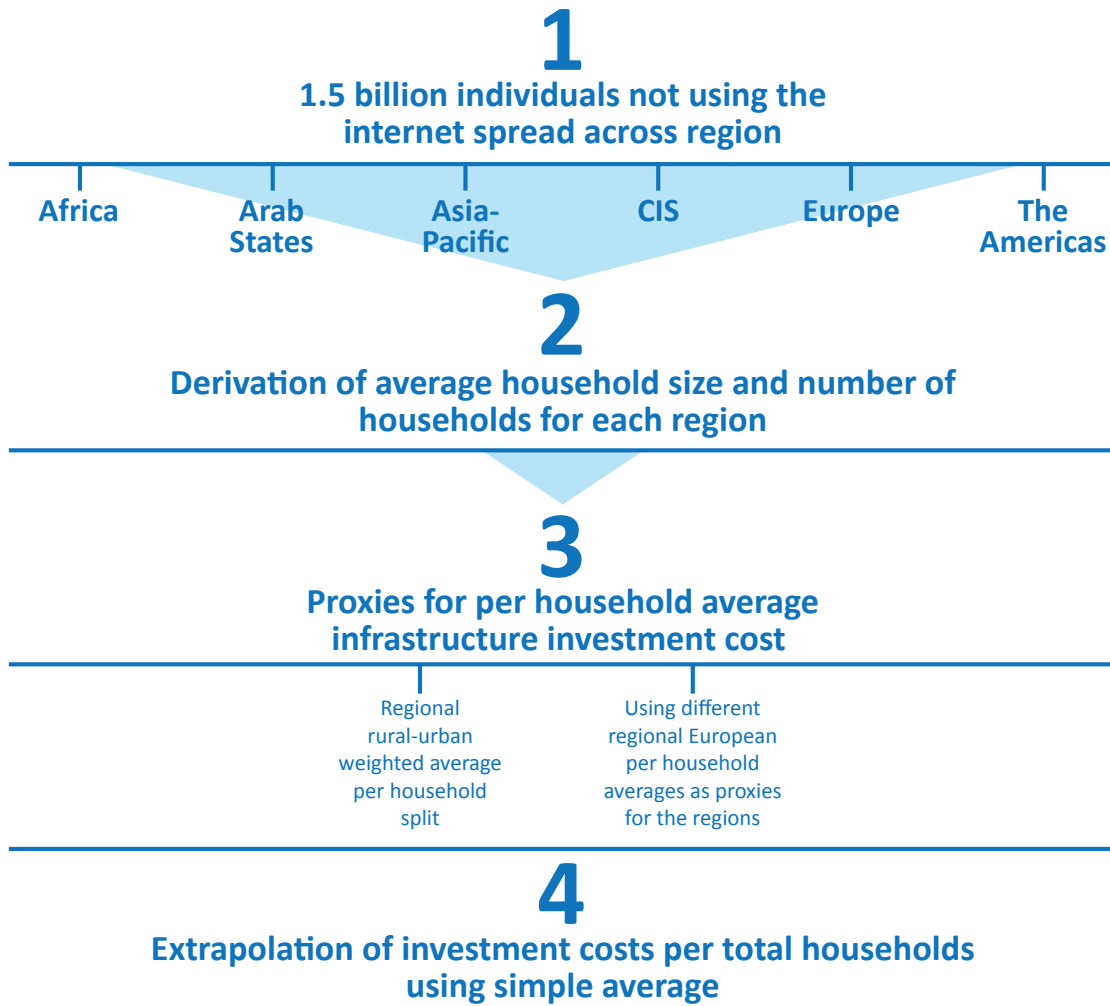 1
1.5 billion individuals not using the
internet spread across region
Africa
Arab
States
Asia-
Pacific
CIS
Europe
The
Americas
2
Derivation of average household size and number of
households for each region
3
Proxies for per household average
infrastructure investment cost
Regional
rural-urban
weighted average
per household
split
Using different
regional European
per household
averages as proxies
for the regions
4
Extrapolation of investment costs per total households
using simple average